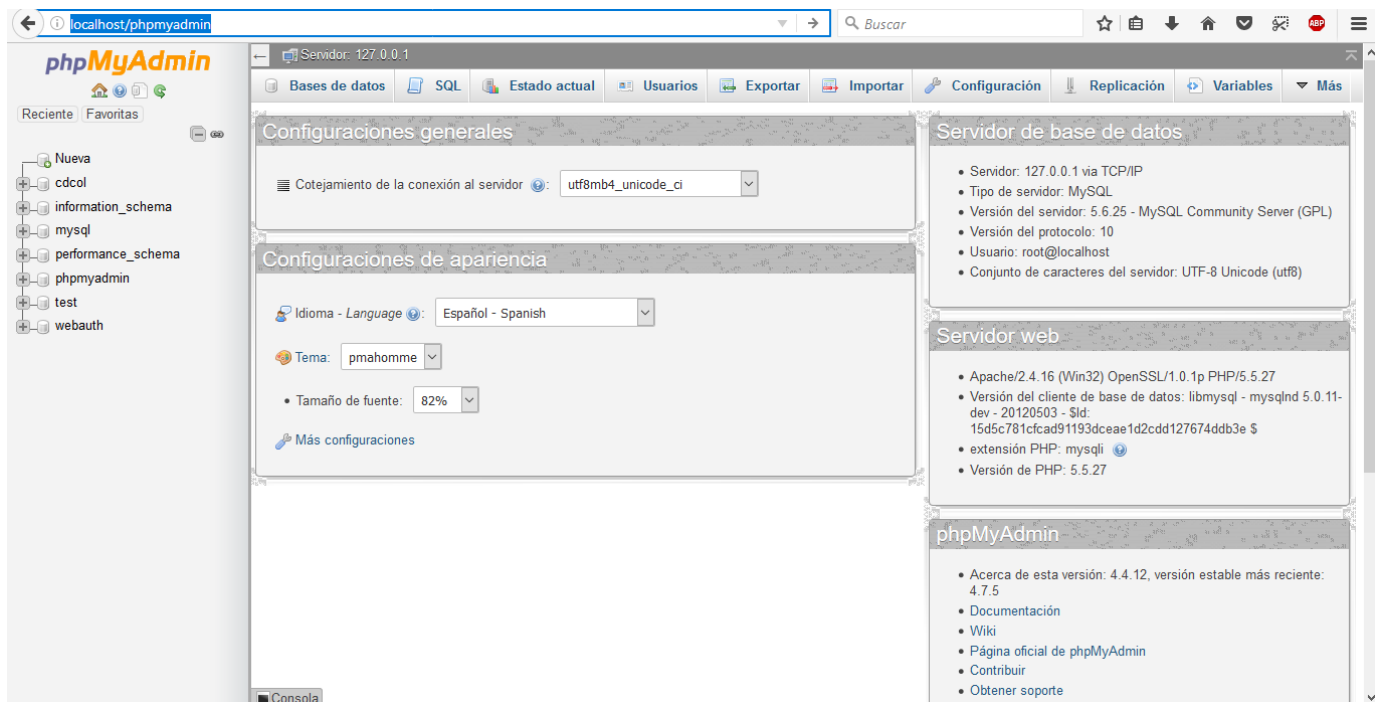 localhost/phpmyadmin
Buscar
ABP
phpMyAdmin
Reciente Favoritas
Nueva
cdcol
information_schema
mysql
performance_schema
phpmyadmin
test
webauth
Servidor: 127.0.0.1
Bases de datos SQL Estado actual Usuarios Exportar Importar Configuración Replicación Variables Más
Configuraciones generales
Cotejamiento de la conexión al servidor : utf8mb4_unicode_ci
Configuraciones de apariencia
Idioma - Language : Español - Spanish
Tema: pmahomme
• Tamaño de fuente: 82%
Más configuraciones
Servidor de base de datos
• Servidor: 127.0.0.1 via TCP/IP
• Tipo de servidor: MySQL
• Versión del servidor: 5.6.25 - MySQL Community Server (GPL)
• Versión del protocolo: 10
• Usuario: root@localhost
• Conjunto de caracteres del servidor: UTF-8 Unicode (utf8)
Servidor web
• Apache/2.4.16 (Win32) OpenSSL/1.0.1p PHP/5.5.27
• Versión del cliente de base de datos: libmysql - mysqlnd 5.0.11-
dev - 20120503 - $Id:
15d5c781cfcad91193dceae1d2cdd127674ddb3e $
• extensión PHP: mysqli
• Versión de PHP: 5.5.27
phpMyAdmin
• Acerca de esta versión: 4.4.12, versión estable más reciente:
4.7.5
• Documentación
• Wiki
• Página oficial de phpMyAdmin
• Contribuir
• Obtener soporte
Consola